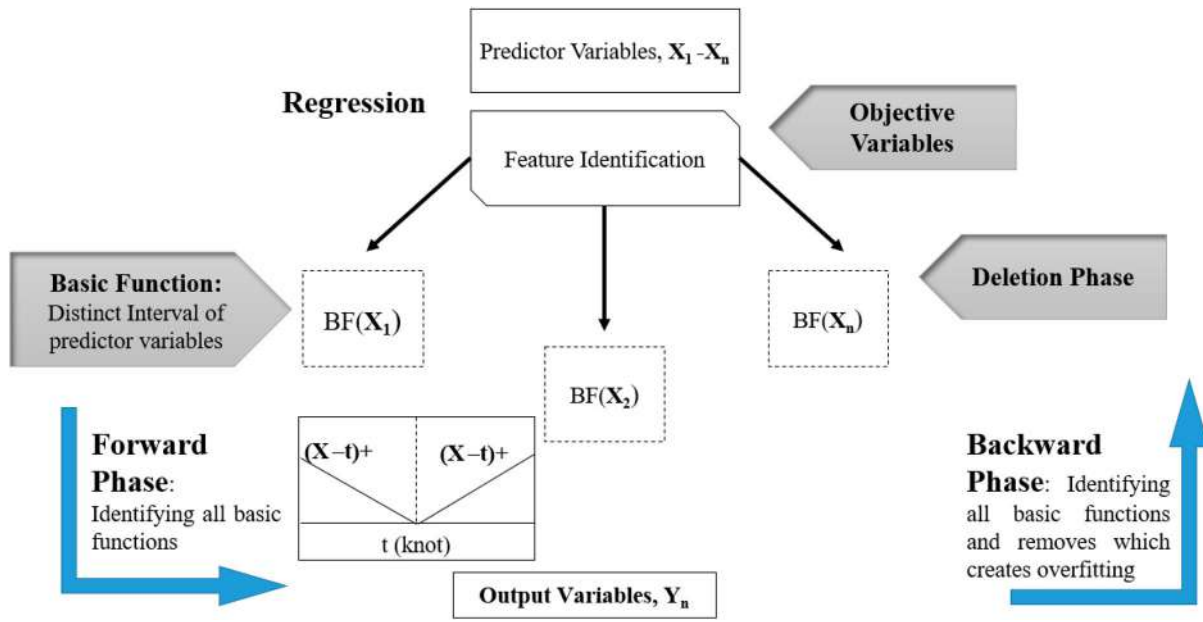 Predictor Variables, X₁ -Xₙ
Regression
Objective
Variables
Feature Identification
Basic Function:
Distinct Interval of
predictor variables
BF(X₁)
BF(Xₙ)
Deletion Phase
BF(X₂)
Forward
Phase:
Identifying all basic
functions
(X –t)+
(X –t)+
t (knot)
Backward
Phase: Identifying
all basic functions
and removes which
creates overfitting
Output Variables, Yₙ